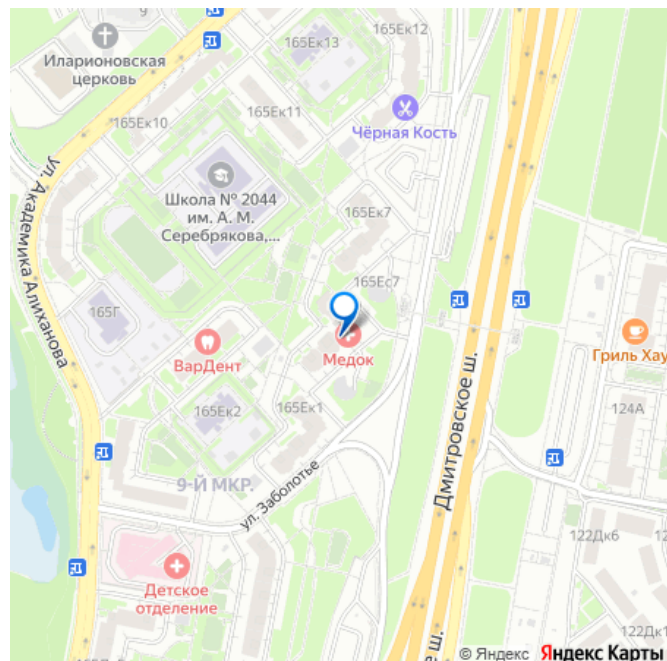 9
Иларионовская
церковь
165Ек13
165Ек12
165Ек10
165Ек11
Чёрная Кость
ул. Академика Алиханова
Школа № 2044
им. А. М.
Серебрякова,...
165Ек7
165Ес7
165Г
ВарДент
Медок
Гриль Хау
124А
165Ек2
165Ек1
Дмитровское ш.
9-Й МКР.
ул. Заболотье
122Дк6
Детское
отделение
122Дк1
е ш.
© Яндекс Яндекс Карты